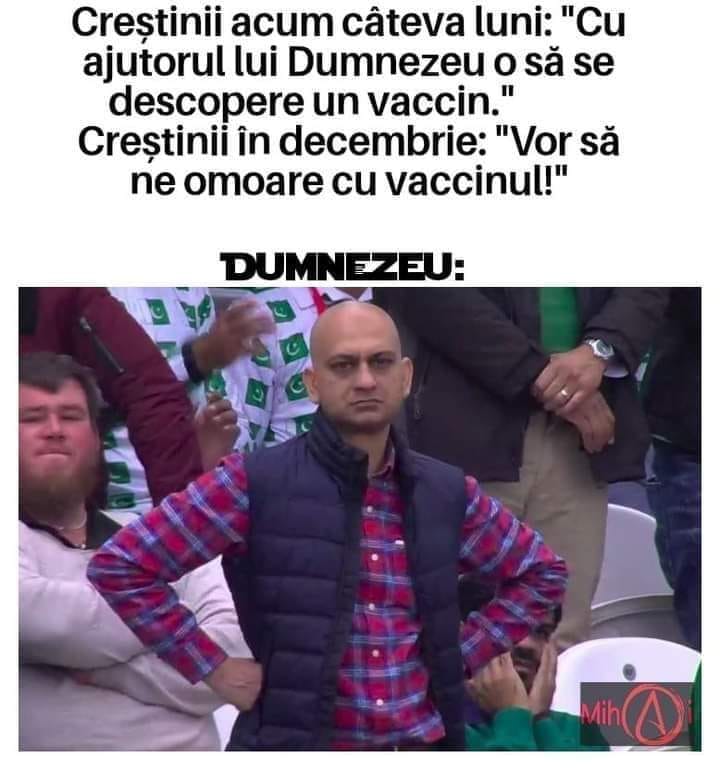 Creștinii acum câteva luni: "Cu
ajutorul lui Dumnezeu o să se
descopere un vaccin."
Creștinii în decembrie: "Vor să
ne omoare cu vaccinul!"
DUMNEZEU:
MihAi